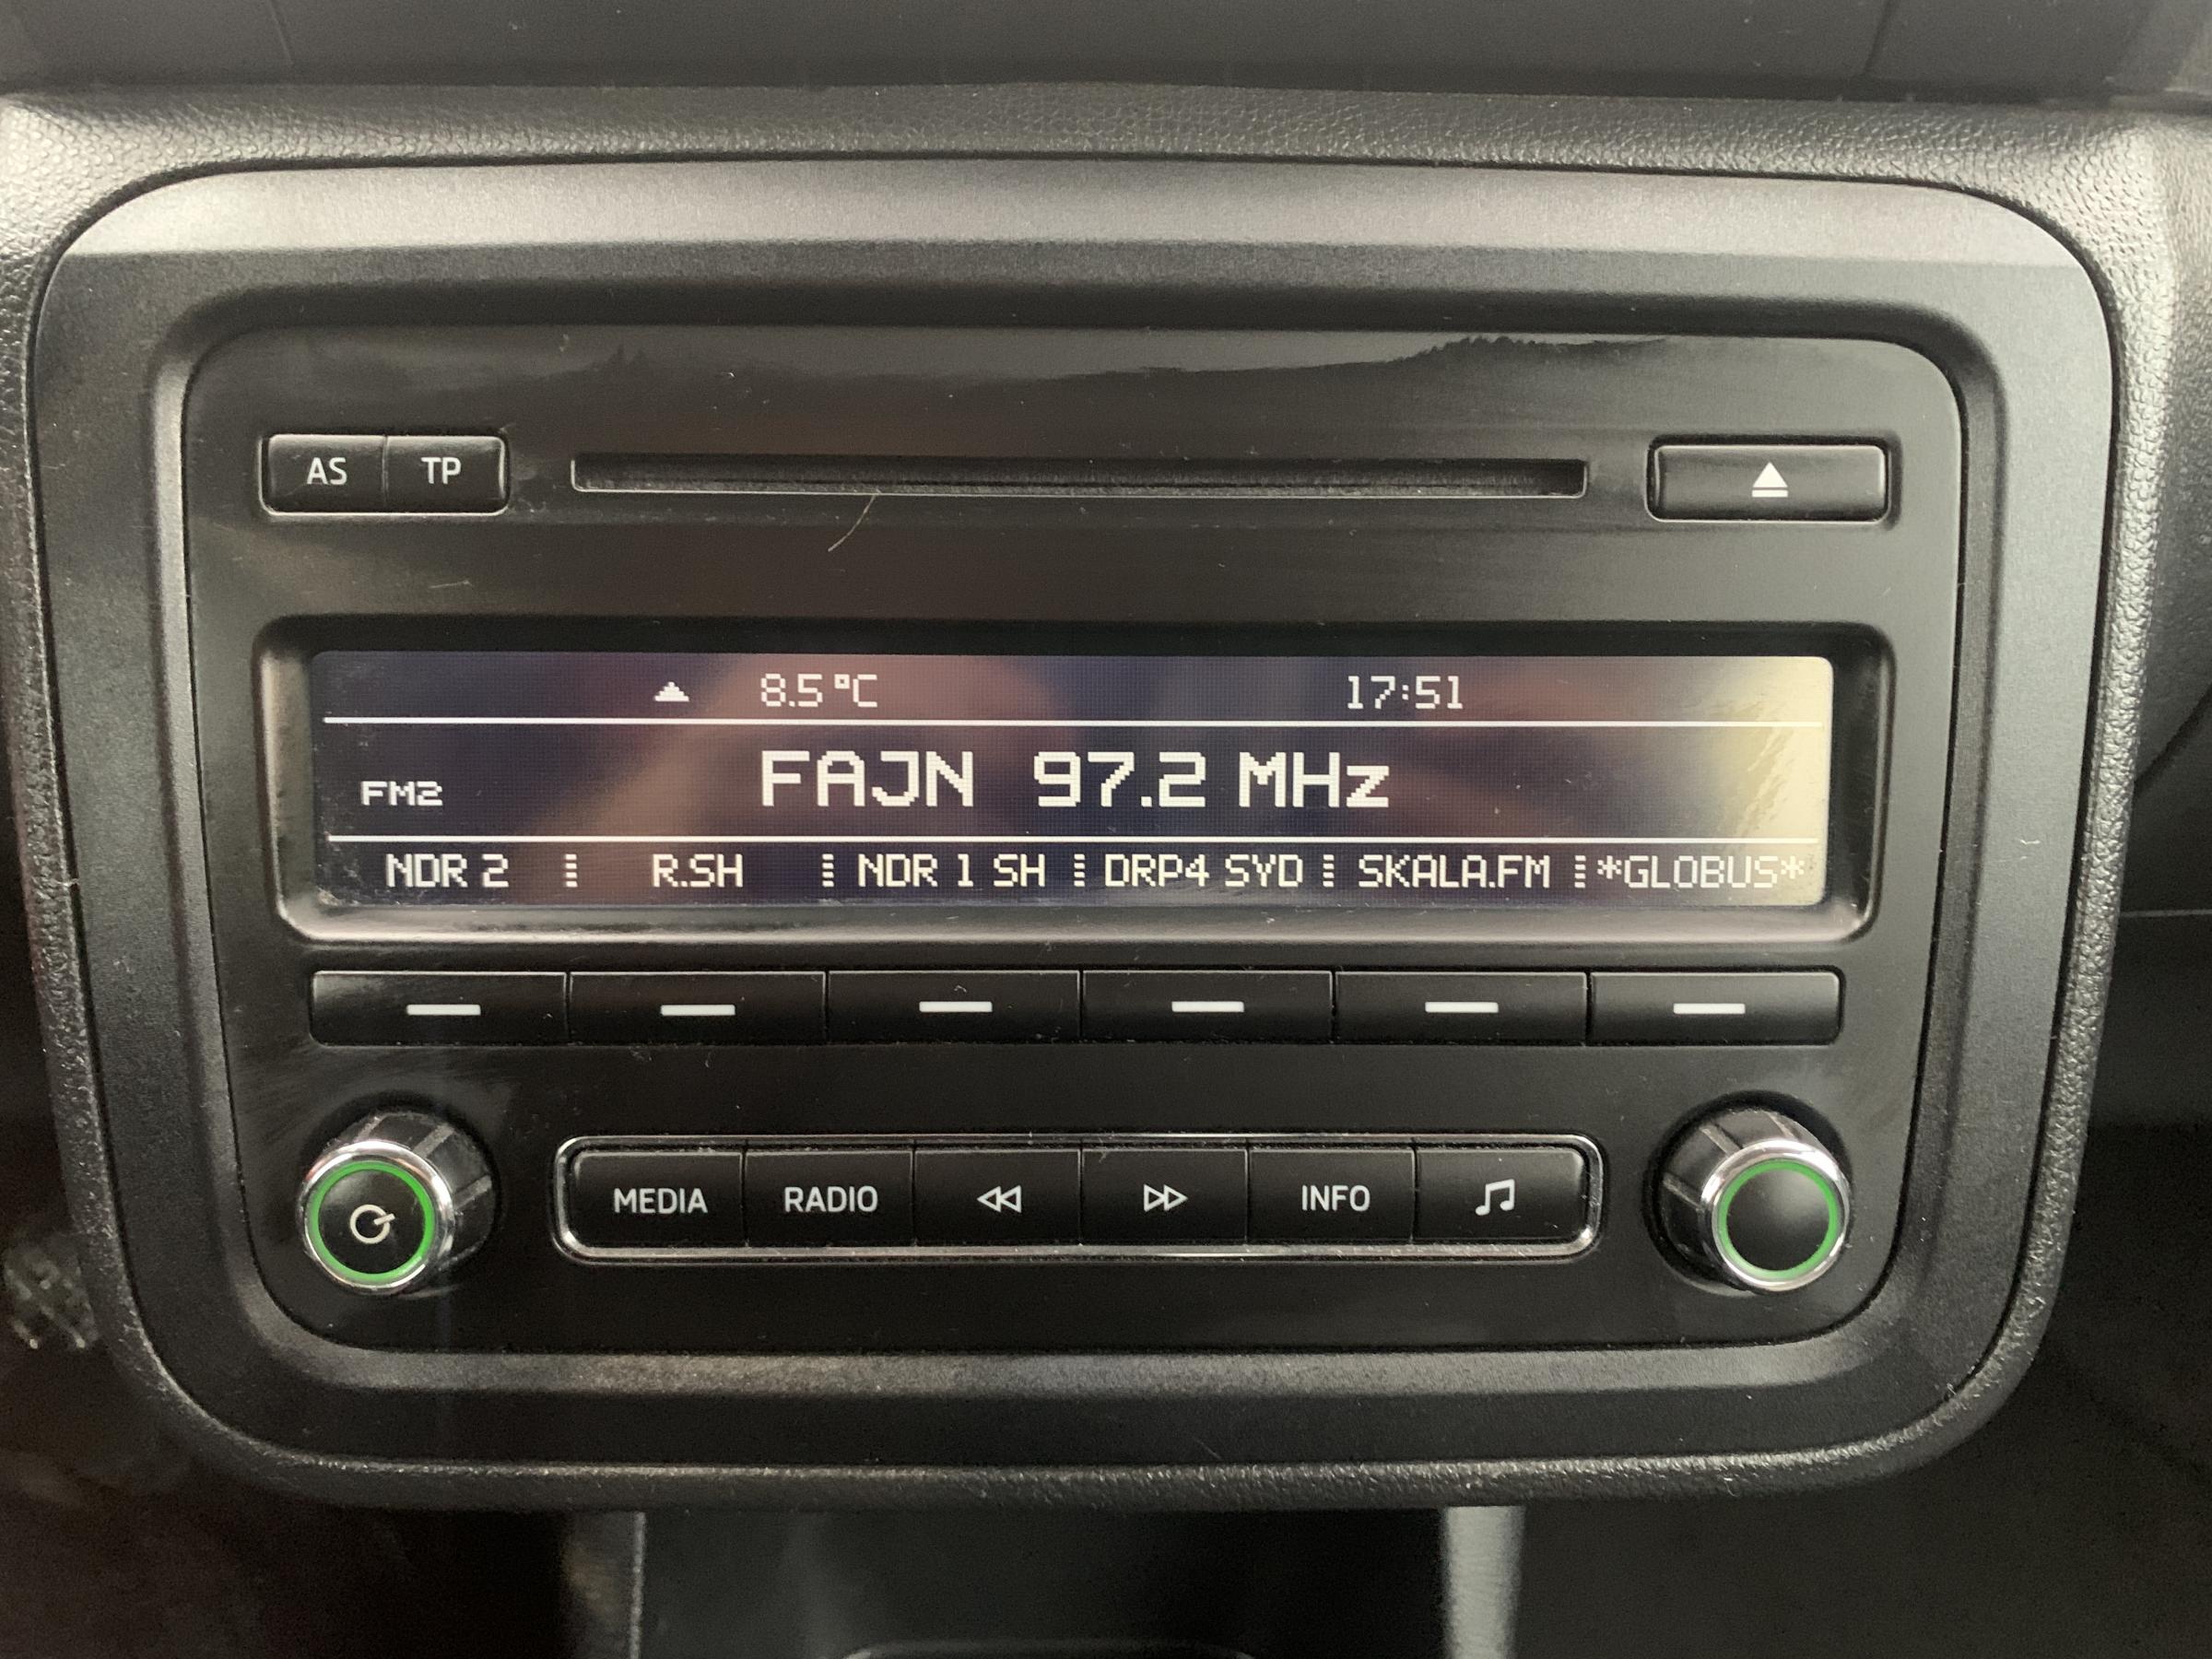 AS TP
8.5 °C 17:51
FM2 FAJN 97.2 MHz
NDR 2 R.SH NDR 1 SH DRP4 SYD SKALA.FM *GLOBUS*
MEDIA RADIO INFO